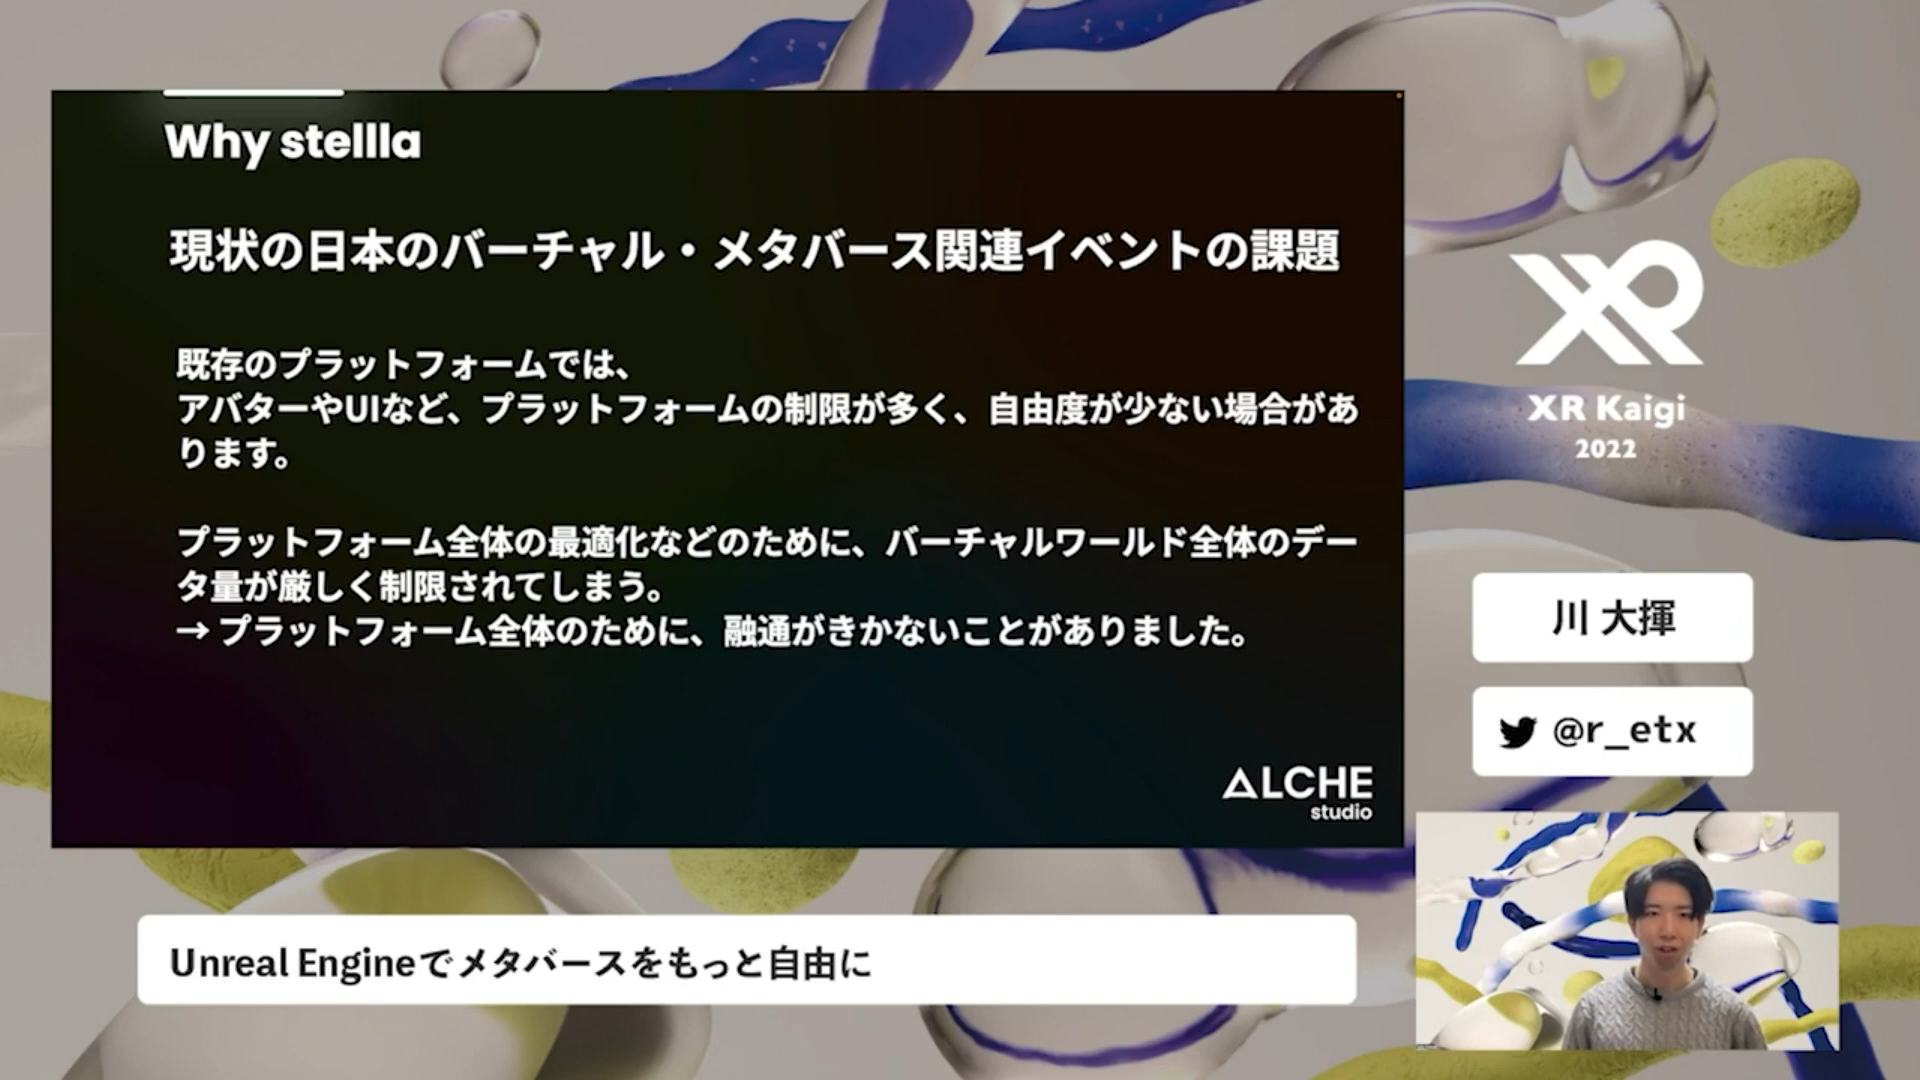 Why stellla
現状の日本のバーチャル・メタバース関連イベントの課題
既存のプラットフォームでは、
アバターやUIなど、プラットフォームの制限が多く、自由度が少ない場合があ
ります。
プラットフォーム全体の最適化などのために、バーチャルワールド全体のデー
タ量が厳しく制限されてしまう。
→ プラットフォーム全体のために、融通がきかないことがありました。
ALCHE
studio
XR
XR Kaigi
2022
川 大揮
@r_etx
Unreal Engineでメタバースをもっと自由に